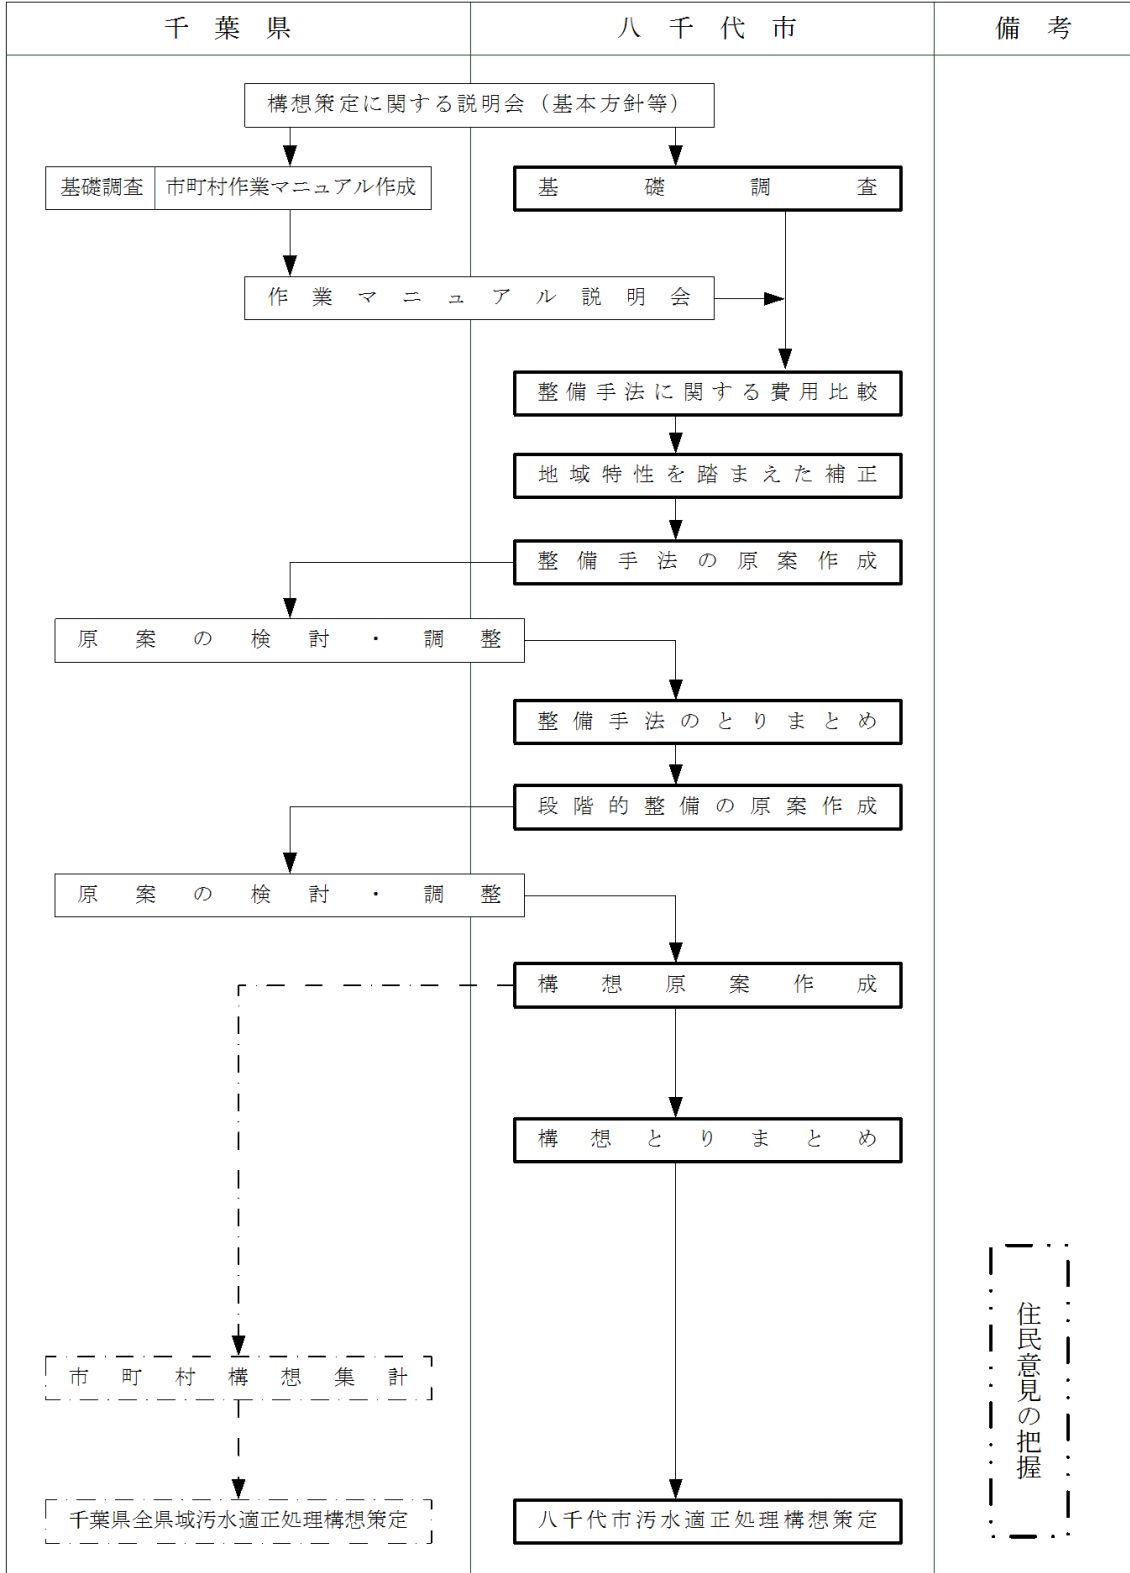 千葉県
八千代市
備考
構想策定に関する説明会（基本方針等）
基礎調査 市町村作業マニュアル作成
基礎調査
作業マニュアル説明会
整備手法に関する費用比較
地域特性を踏まえた補正
整備手法の原案作成
原案の検討・調整
整備手法のとりまとめ
段階的整備の原案作成
原案の検討・調整
構想原案作成
構想とりまとめ
市町村構想集計
千葉県全県域汚水適正処理構想策定
八千代市汚水適正処理構想策定
住民意見の把握